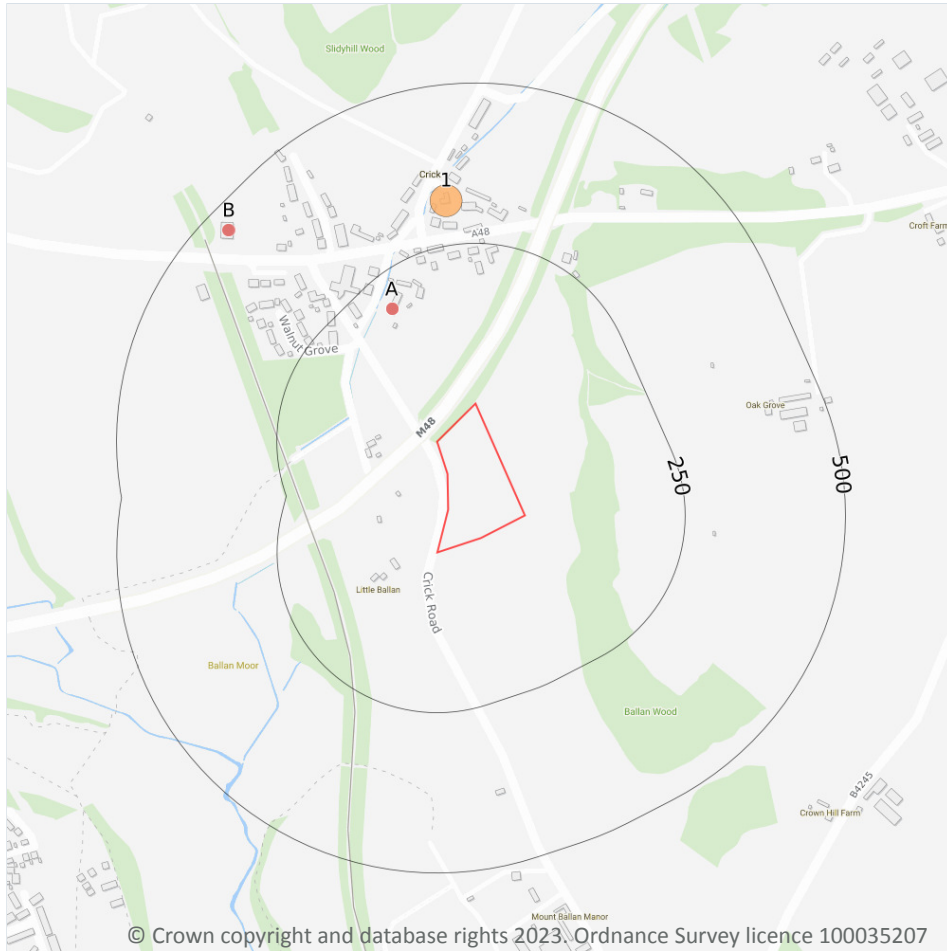 Slidyhill Wood
Crick
1
B
A48
Croft Farm
A
Walnut Grove
M48
Oak Grove
250
500
Little Ballan
Crick Road
Ballan Moor
Ballan Wood
B4245
Crown Hill Farm
Mount Ballan Manor
© Crown copyright and database rights 2023. Ordnance Survey licence 100035207